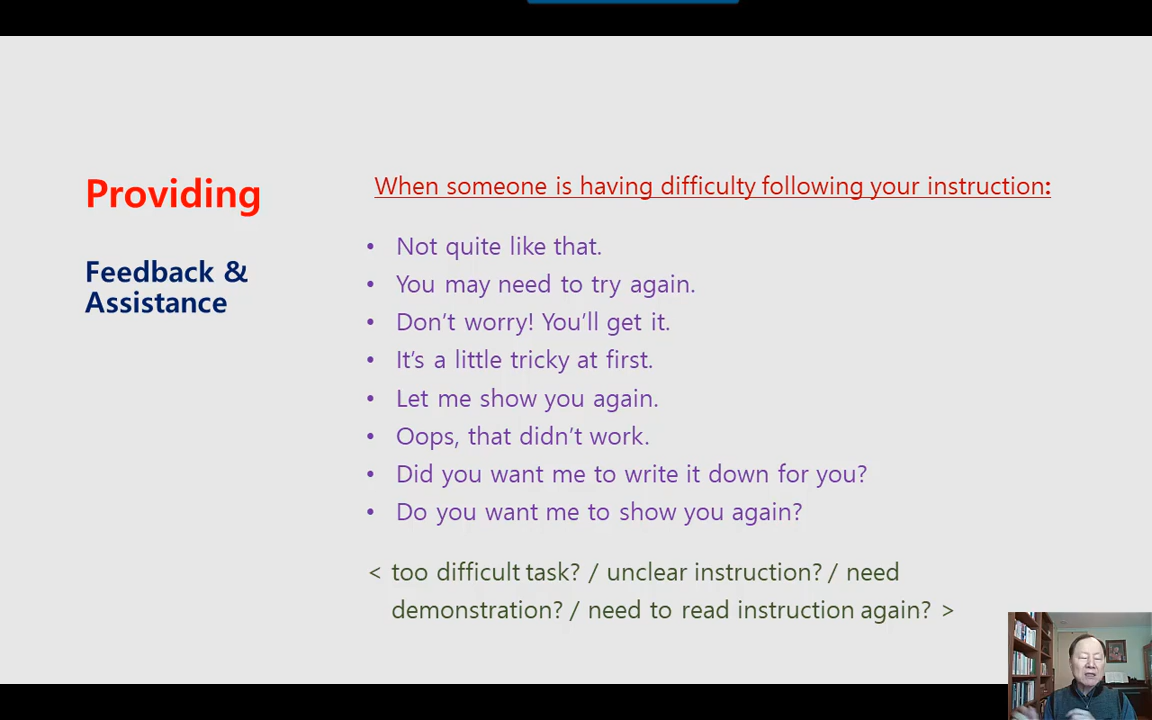 Providing
Feedback &
Assistance
When someone is having difficulty following your instruction:
• Not quite like that.
• You may need to try again.
• Don’t worry! You’ll get it.
• It’s a little tricky at first.
• Let me show you again.
• Oops, that didn’t work.
• Did you want me to write it down for you?
• Do you want me to show you again?
< too difficult task? / unclear instruction? / need
demonstration? / need to read instruction again? >